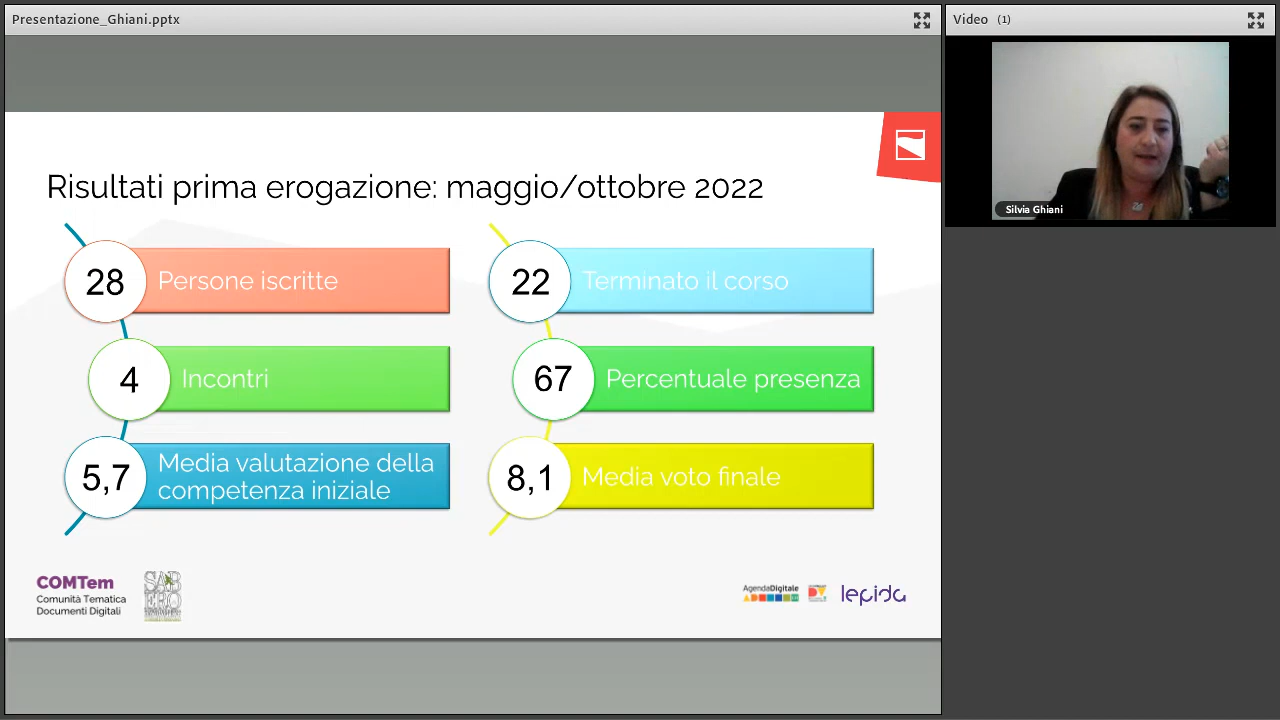 Presentazione_Ghiani.pptx
Video (1)
Silvia Ghiani
Risultati prima erogazione: maggio/ottobre 2022
28 Persone iscritte
4 Incontri
5,7 Media valutazione della
competenza iniziale
22 Terminato il corso
67 Percentuale presenza
8,1 Media voto finale
COMTem
Comunità Tematica
Documenti Digitali
AgendaDigitale
lepida